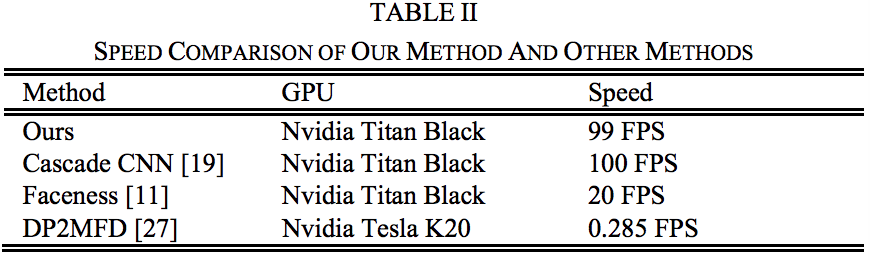 TABLE II
SPEED COMPARISON OF OUR METHOD AND OTHER METHODS
Method GPU Speed
Ours Nvidia Titan Black 99 FPS
Cascade CNN [19] Nvidia Titan Black 100 FPS
Faceness [11] Nvidia Titan Black 20 FPS
DP2MFD [27] Nvidia Tesla K20 0.285 FPS